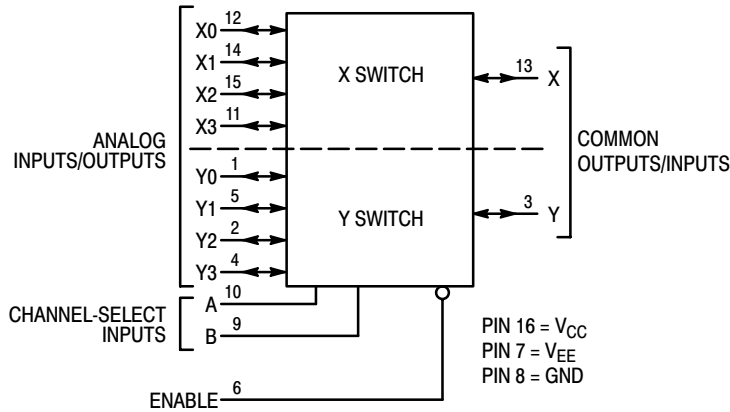 X0 12
X1 14
X2 15
X3 11
ANALOG
INPUTS/OUTPUTS
Y0 1
Y1 5
Y2 2
Y3 4
X SWITCH
Y SWITCH
13 X
3 Y
COMMON
OUTPUTS/INPUTS
CHANNEL-SELECT
INPUTS
A 10
B 9
ENABLE 6
PIN 16 = VCC
PIN 7 = VEE
PIN 8 = GND